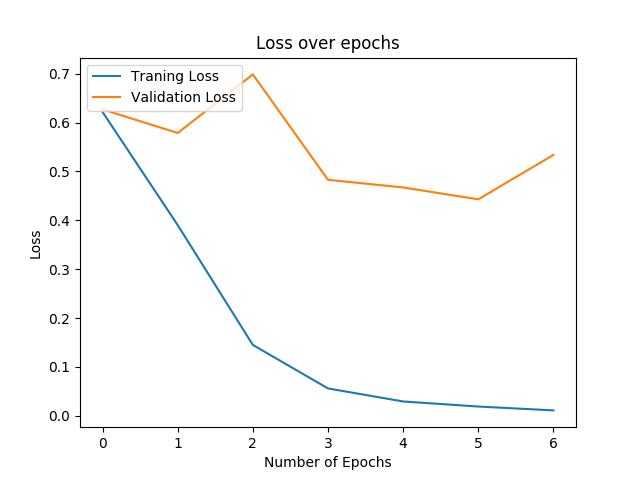 Loss over epochs
Traning Loss
Validation Loss
0.7
0.6
0.5
0.4
0.3
0.2
0.1
0.0
Loss
0 1 2 3 4 5 6
Number of Epochs